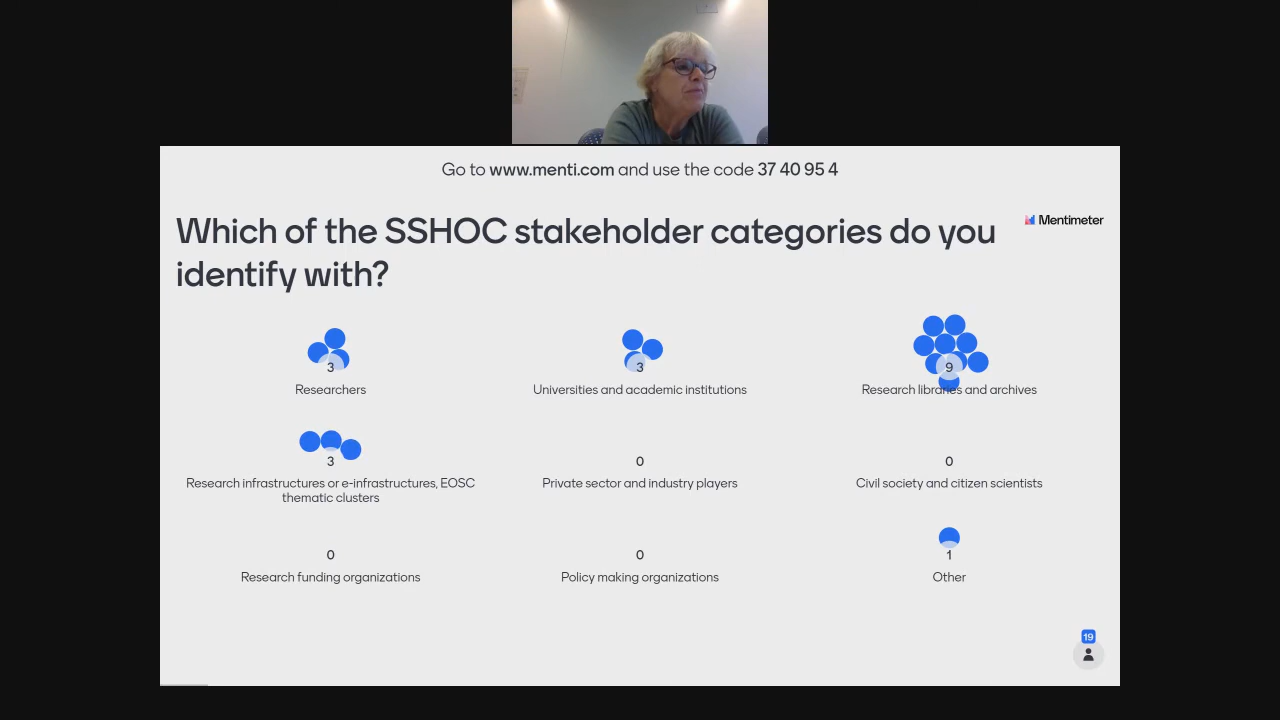 Go to www.menti.com and use the code 37 40 95 4
Mentimeter
Which of the SSHOC stakeholder categories do you
identify with?
3
Researchers
3
Universities and academic institutions
9
Research libraries and archives
3
Research infrastructures or e-infrastructures, EOSC
thematic clusters
0
Private sector and industry players
0
Civil society and citizen scientists
0
Research funding organizations
0
Policy making organizations
1
Other
19